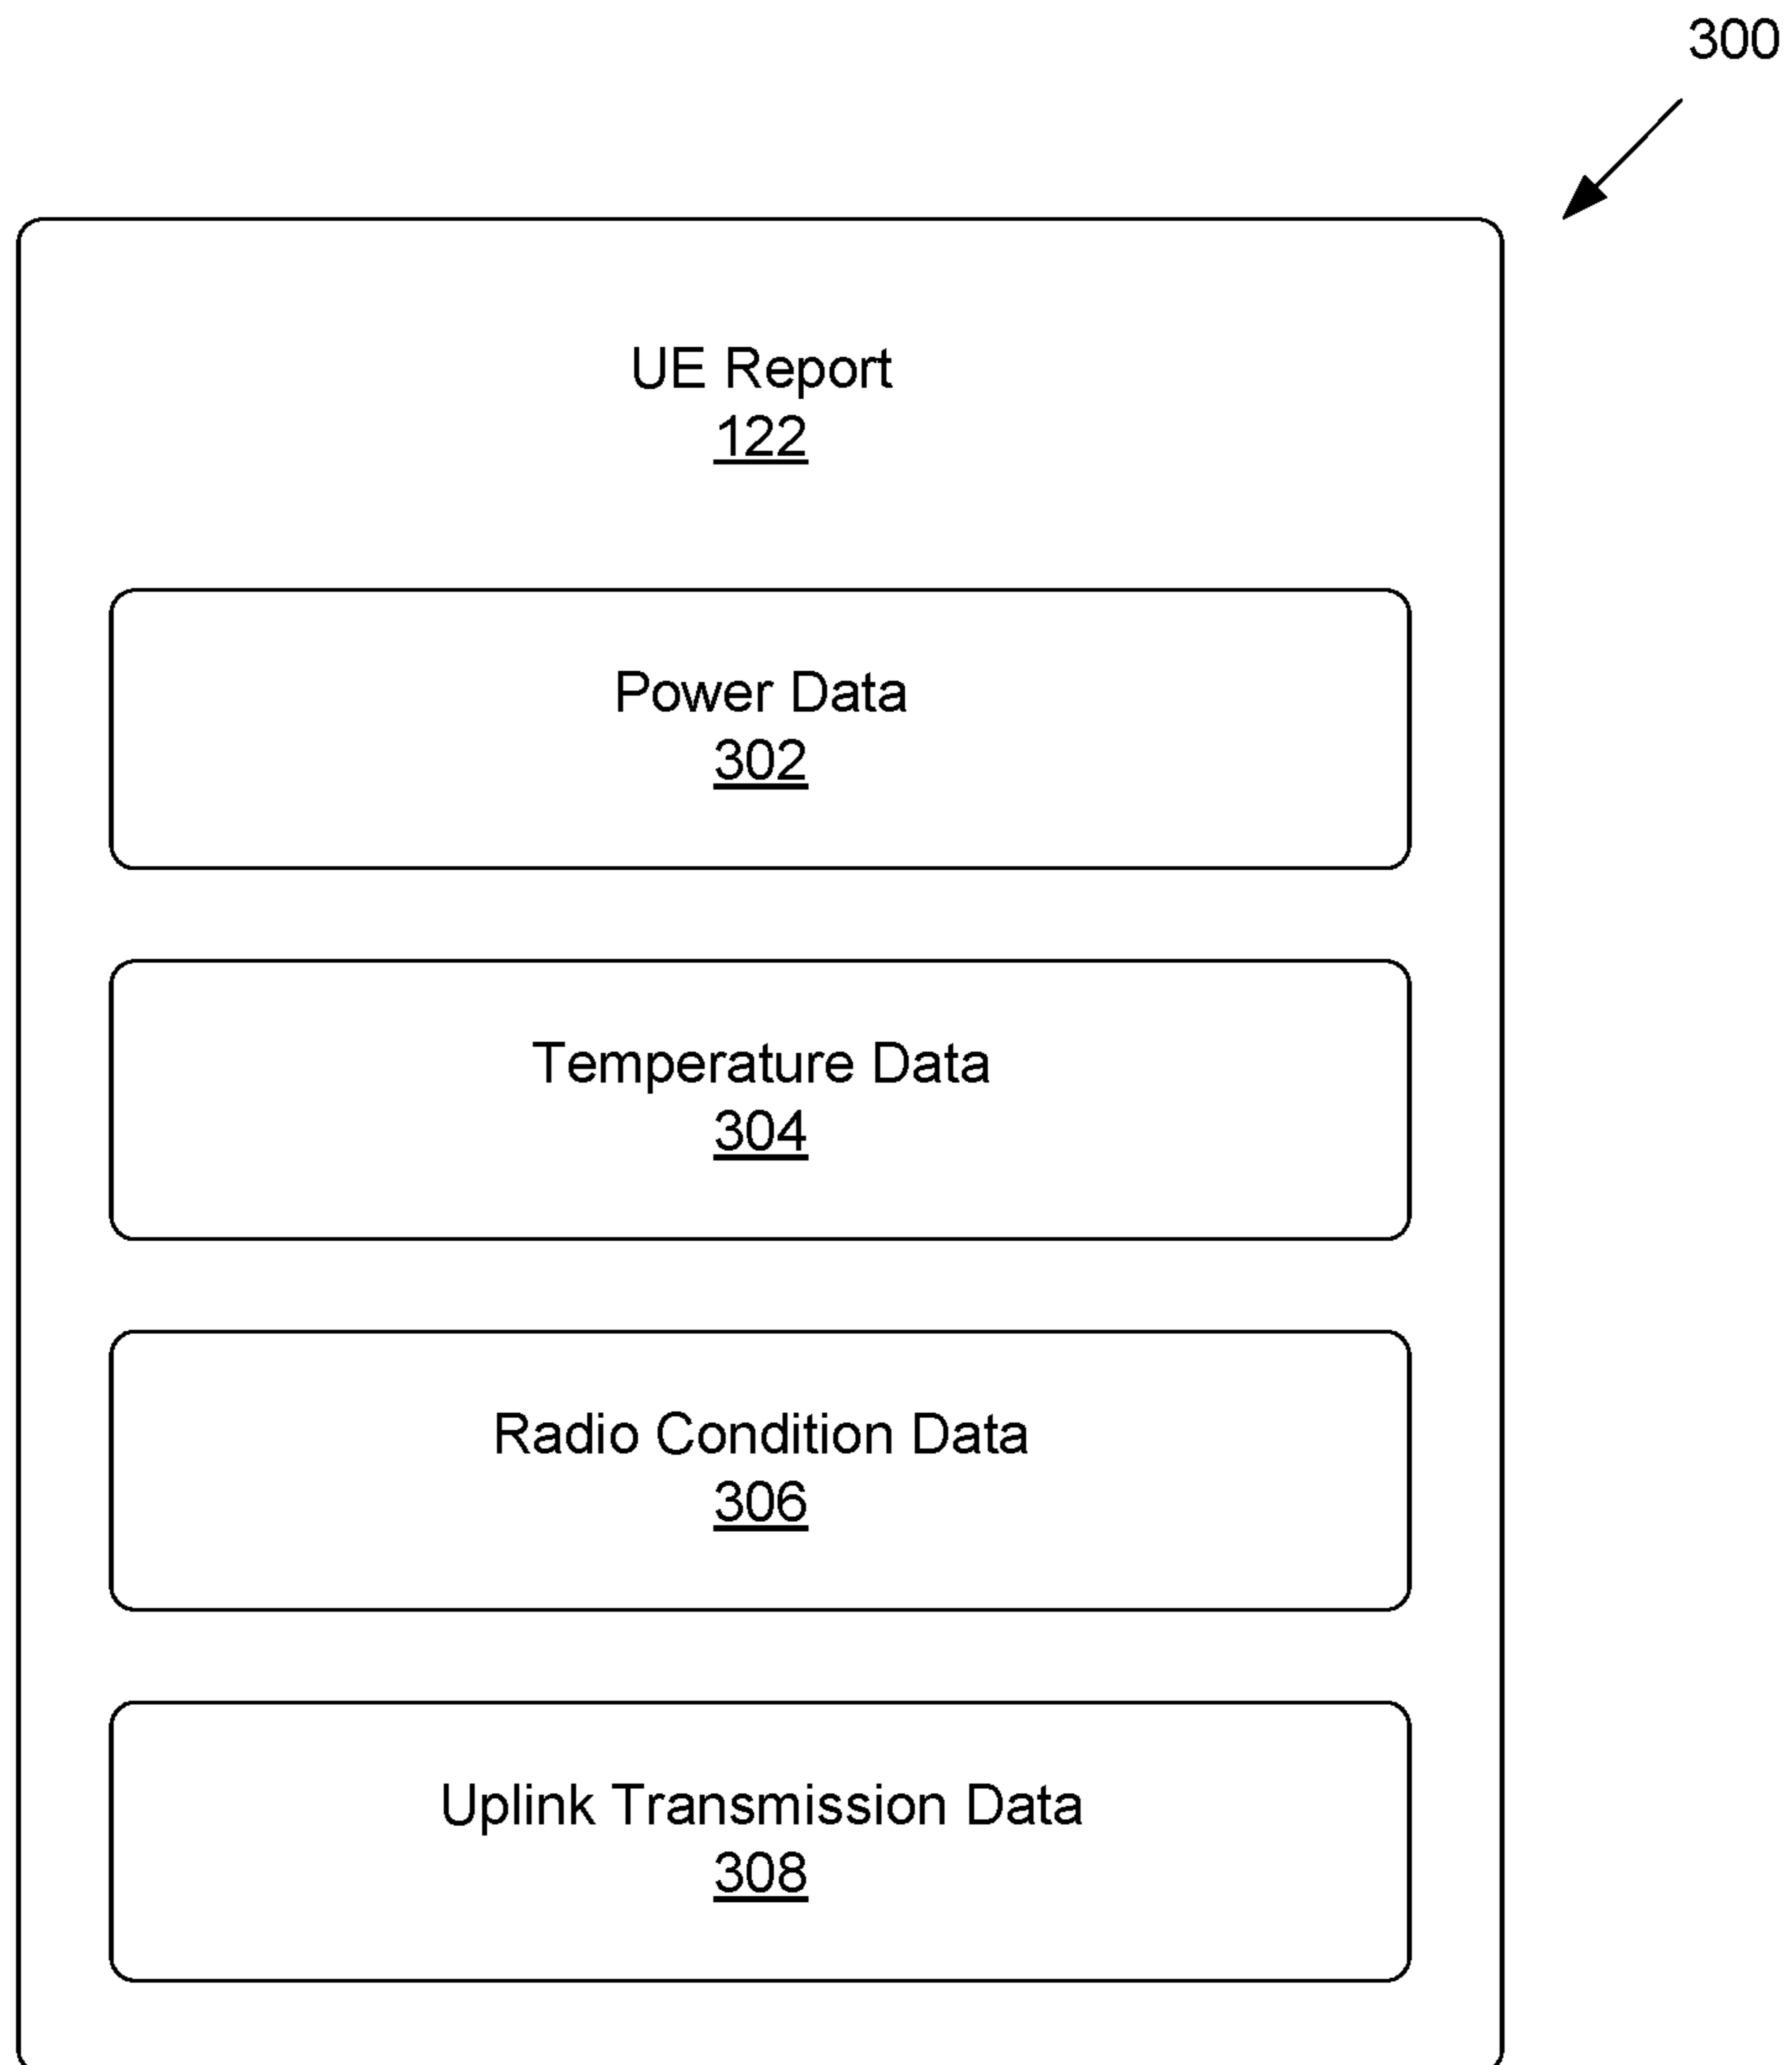 300
UE Report
122
Power Data
302
Temperature Data
304
Radio Condition Data
306
Uplink Transmission Data
308